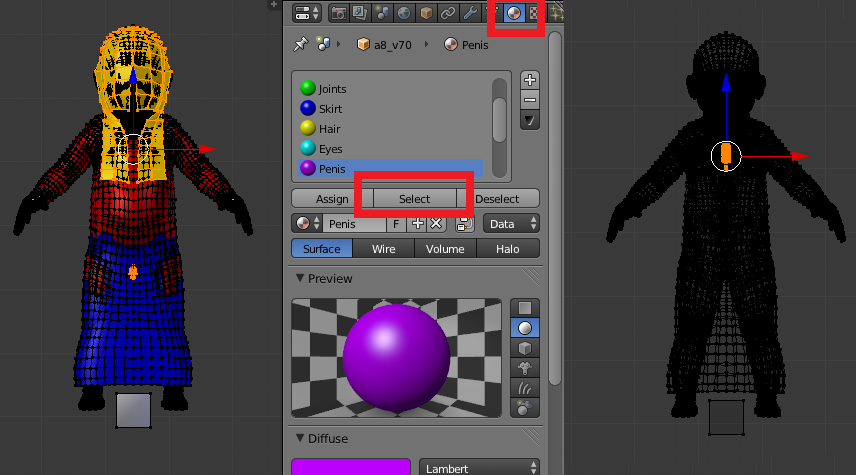 a8_v70 Penis
Joints
Skirt
Hair
Eyes
Penis
Assign Select Deselect
Penis F Data
Surface Wire Volume Halo
Preview
Diffuse
Lambert